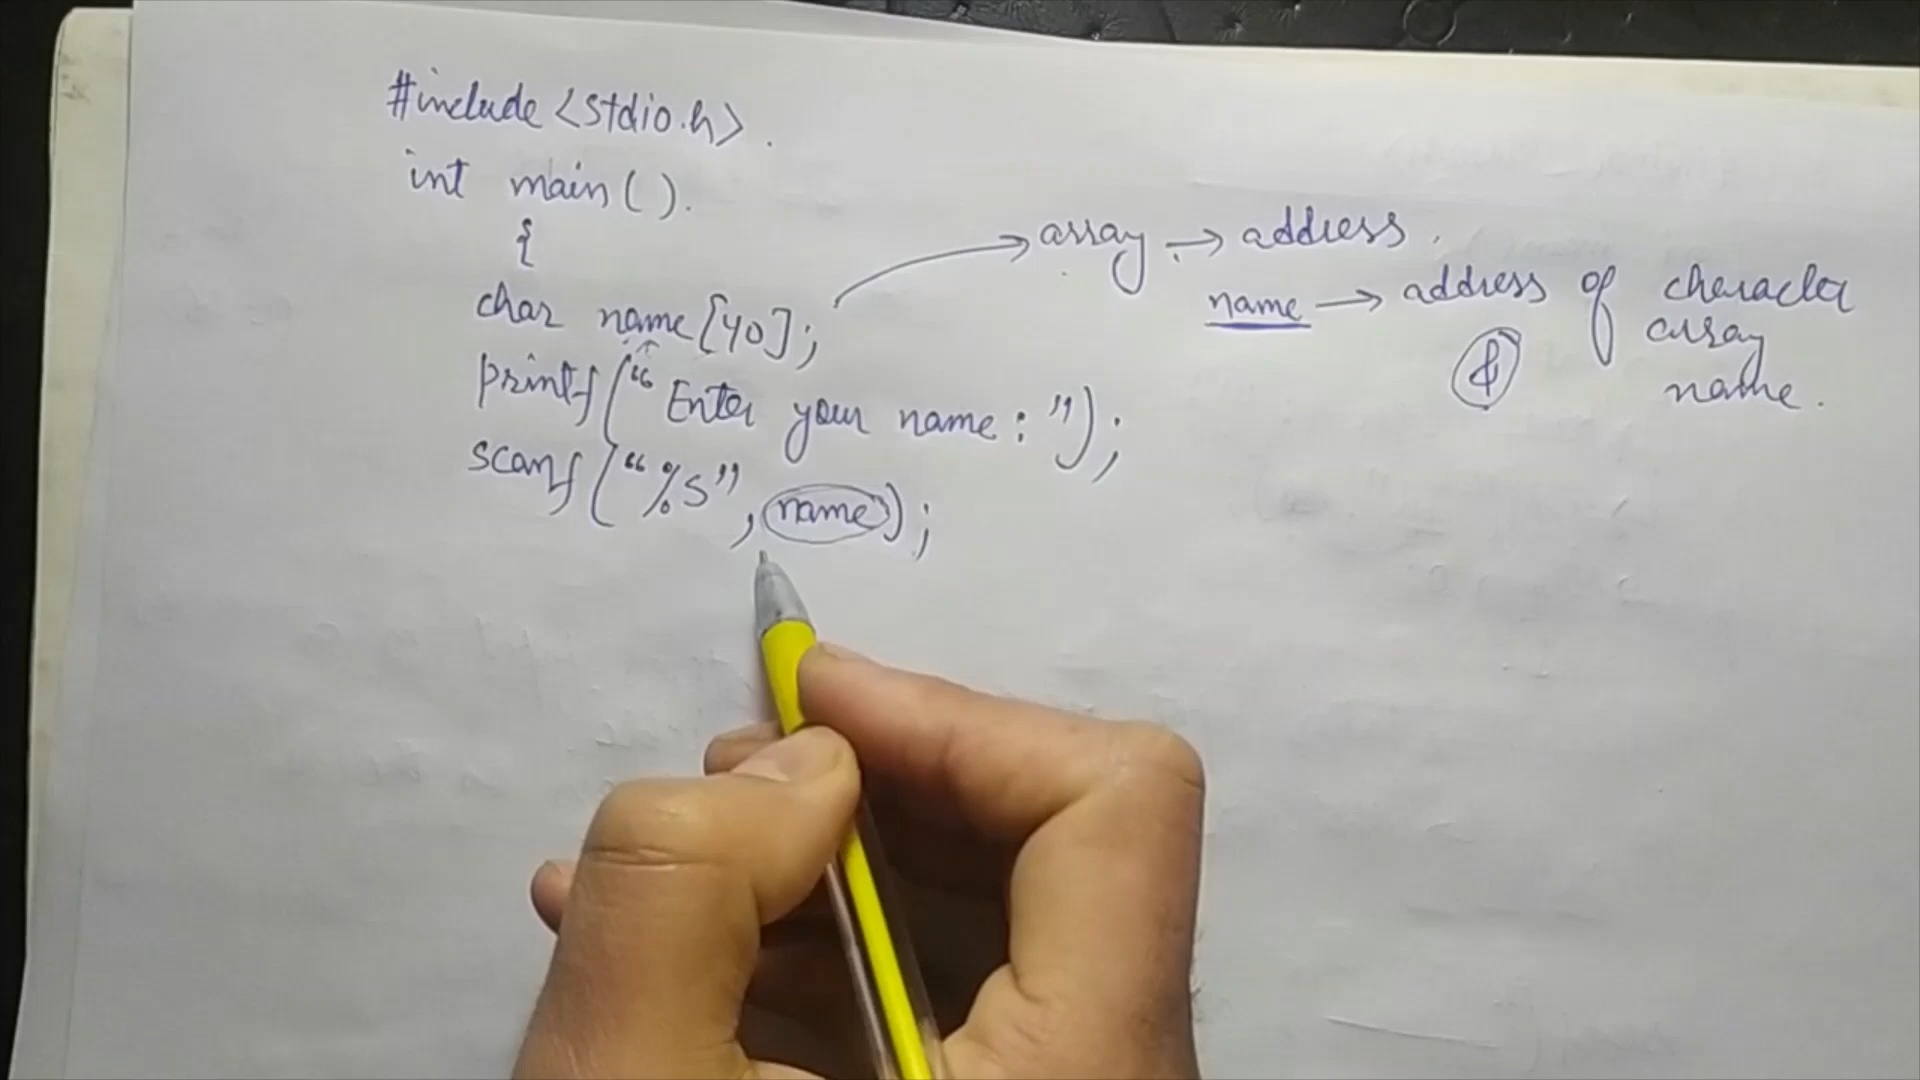 #include <stdio.h>.
int main().
{
char name[40];
printf("Enter your name: ");
scanf("%s", name);
array → address.
name → address of character
array
name.
&